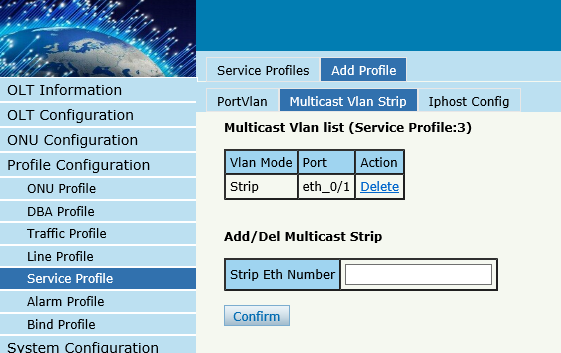 OLT Information
OLT Configuration
ONU Configuration
Profile Configuration
ONU Profile
DBA Profile
Traffic Profile
Line Profile
Service Profile
Alarm Profile
Bind Profile
System Configuration
Service Profiles Add Profile
PortVlan Multicast Vlan Strip Iphost Config
Multicast Vlan list (Service Profile:3)
Vlan Mode Port Action
Strip eth_0/1 Delete
Add/Del Multicast Strip
Strip Eth Number
Confirm